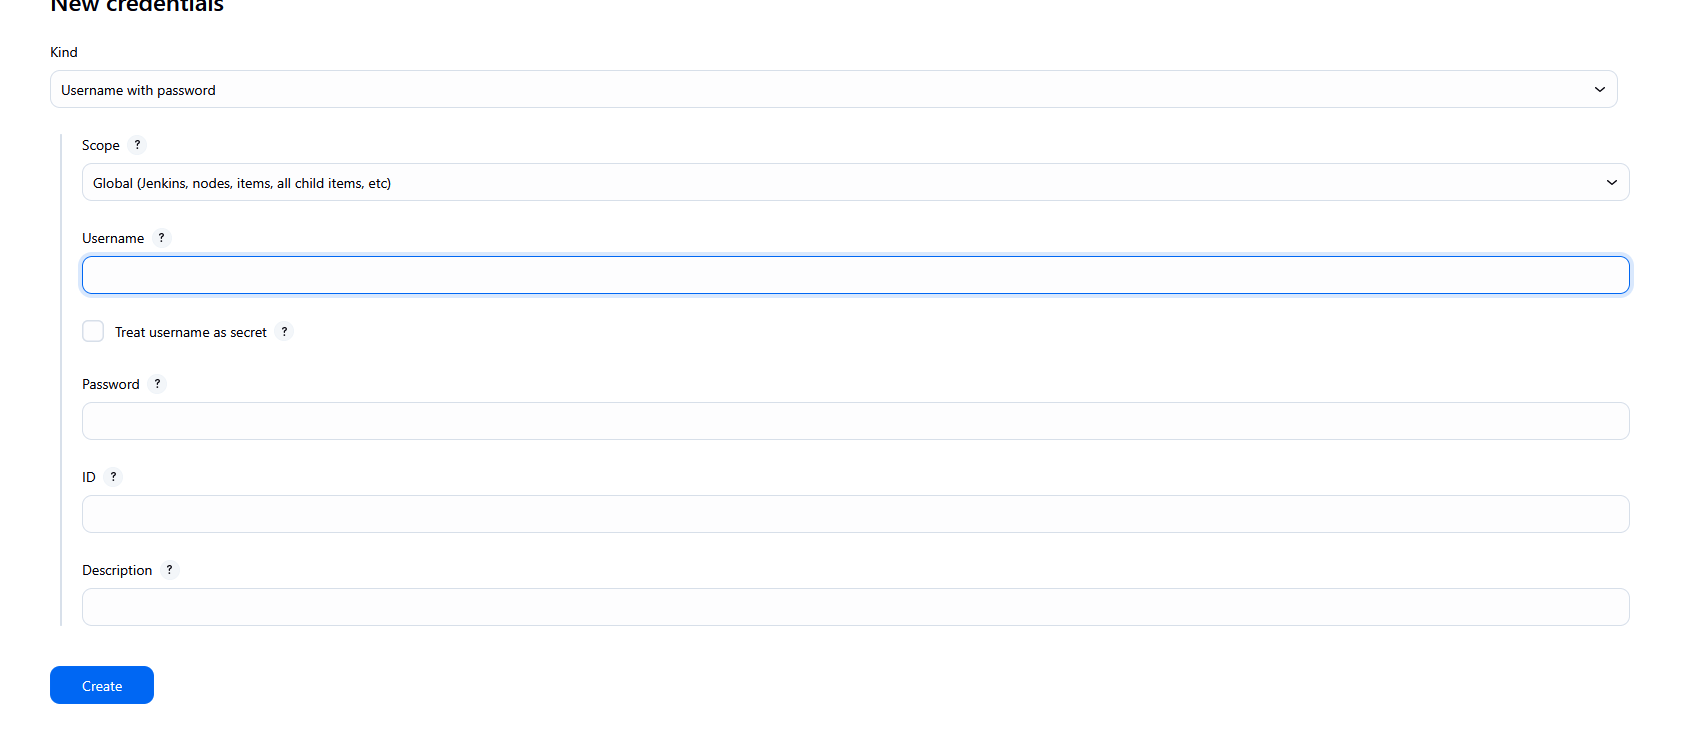 New credentials
Kind
Username with password
Scope ?
Global (Jenkins, nodes, items, all child items, etc)
Username ?
Treat username as secret ?
Password ?
ID ?
Description ?
Create